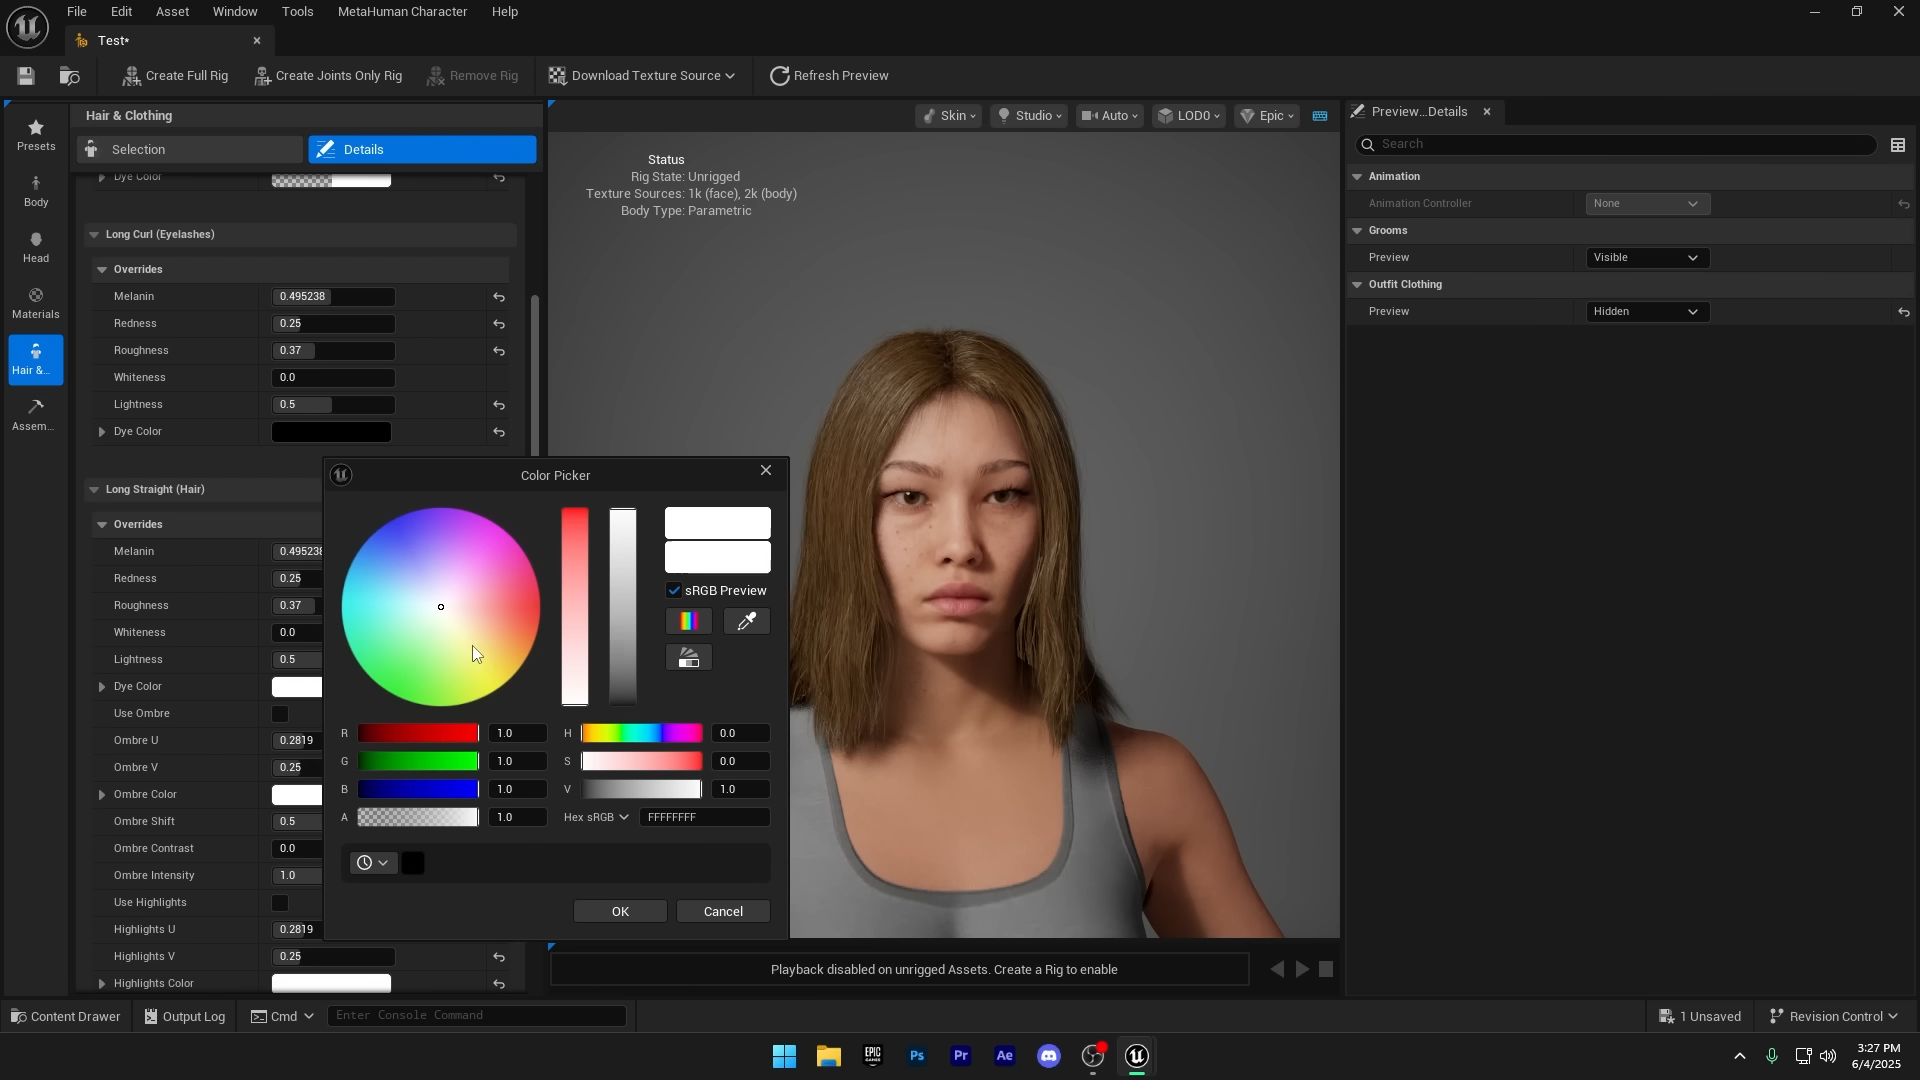 File Edit Asset Window Tools MetaHuman Character Help
Test*
Create Full Rig Create Joints Only Rig Remove Rig Download Texture Source Refresh Preview
Presets
Body
Head
Materials
Hair &...
Assem...
Hair & Clothing
Selection Details
Dye Color
Long Curl (Eyelashes)
Overrides
Melanin 0.495238
Redness 0.25
Roughness 0.37
Whiteness 0.0
Lightness 0.5
Dye Color
Long Straight (Hair)
Overrides
Melanin 0.495238
Redness 0.25
Roughness 0.37
Whiteness 0.0
Lightness 0.5
Dye Color
Use Ombre
Ombre U 0.2819
Ombre V 0.25
Ombre Color
Ombre Shift 0.5
Ombre Contrast 0.0
Ombre Intensity 1.0
Use Highlights
Highlights U 0.2819
Highlights V 0.25
Highlights Color
Color Picker
sRGB Preview
R 1.0 H 0.0
G 1.0 S 0.0
B 1.0 V 1.0
A 1.0 Hex sRGB FFFFFFFF
OK Cancel
Skin Studio Auto LOD0 Epic
Status
Rig State: Unrigged
Texture Sources: 1k (face), 2k (body)
Body Type: Parametric
Playback disabled on unrigged Assets. Create a Rig to enable
Preview...Details
Search
Animation
Animation Controller None
Grooms
Preview Visible
Outfit Clothing
Preview Hidden
Content Drawer Output Log Cmd Enter Console Command 1 Unsaved Revision Control
EPIC GAMES Ps Pr Ae
3:27 PM
6/4/2025